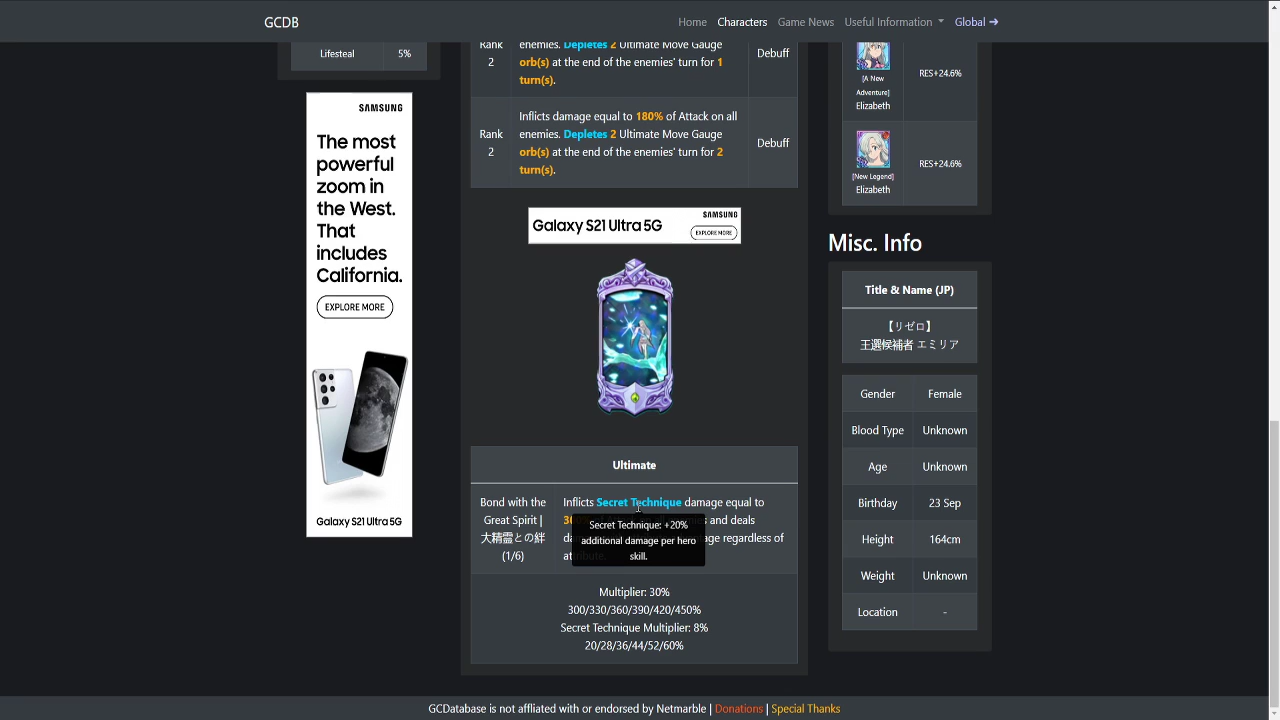 GCDB
Home
Characters
Game News
Useful Information
Global ➔
Lifesteal
5%
SAMSUNG
The most
powerful
zoom in
the West.
That
includes
California.
EXPLORE MORE
Galaxy S21 Ultra 5G
Rank
2
enemies. Depletes 2 Ultimate Move Gauge
orb(s) at the end of the enemies' turn for 1
turn(s).
Debuff
Rank
2
Inflicts damage equal to 180% of Attack on all
enemies. Depletes 2 Ultimate Move Gauge
orb(s) at the end of the enemies' turn for 2
turn(s).
Debuff
Galaxy S21 Ultra 5G
SAMSUNG
EXPLORE MORE
Ultimate
Bond with the
Great Spirit |
大精霊との絆
(1/6)
Inflicts Secret Technique damage equal to
and deals
damage regardless of
Secret Technique: +20%
additional damage per hero
skill.
Multiplier: 30%
300/330/360/390/420/450%
Secret Technique Multiplier: 8%
20/28/36/44/52/60%
[A New
Adventure]
Elizabeth
RES+24.6%
[New Legend]
Elizabeth
RES+24.6%
Misc. Info
Title & Name (JP)
【リゼロ】
王選候補者 エミリア
Gender Female
Blood Type Unknown
Age Unknown
Birthday 23 Sep
Height 164cm
Weight Unknown
Location -
GCDatabase is not affliated with or endorsed by Netmarble | Donations | Special Thanks